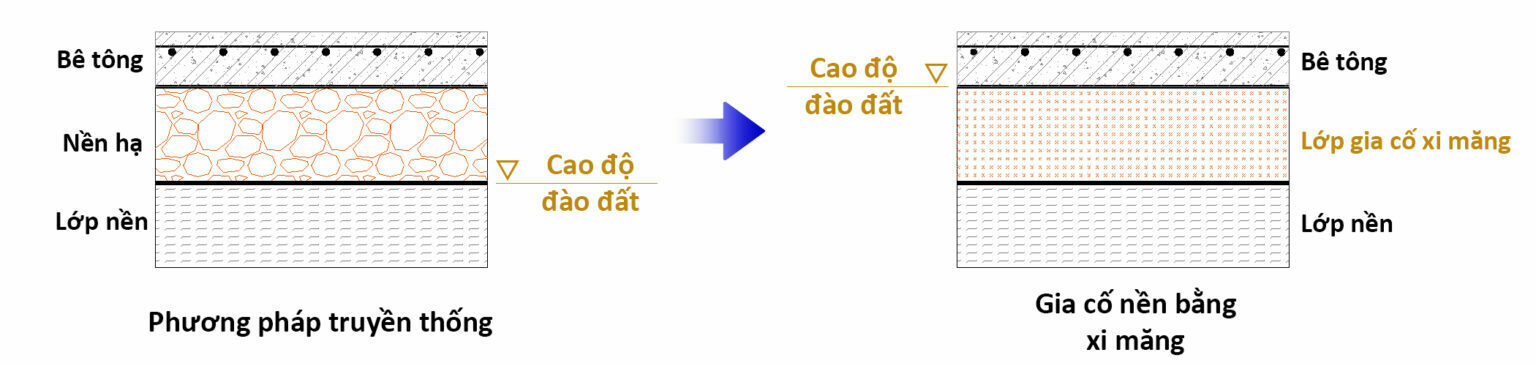 Bê tông
Nền hạ
Lớp nền
Cao độ
đào đất
Phương pháp truyền thống
Cao độ
đào đất
Bê tông
Lớp gia cố xi măng
Lớp nền
Gia cố nền bằng
xi măng